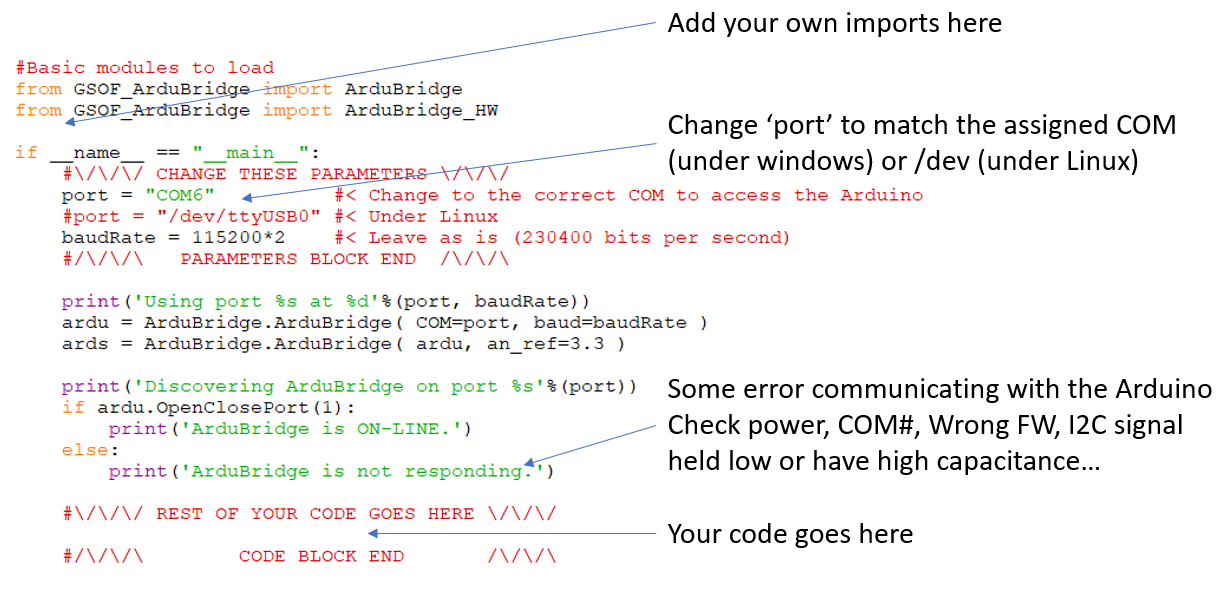 Add your own imports here
#Basic modules to load
from GSOF_ArduBridge import ArduBridge
from GSOF_ArduBridge import ArduBridge_HW
Change ‘port’ to match the assigned COM
(under windows) or /dev (under Linux)
if __name__ == "__main__":
    #\/\/\/ CHANGE THESE PARAMETERS \/\/\/
    port = "COM6"          #< Change to the correct COM to access the Arduino
    #port = "/dev/ttyUSB0" #< Under Linux
    baudRate = 115200*2    #< Leave as is (230400 bits per second)
    #/\/\/\   PARAMETERS BLOCK END  /\/\/\
    print('Using port %s at %d'%(port, baudRate))
    ardu = ArduBridge.ArduBridge( COM=port, baud=baudRate )
    ards = ArduBridge.ArduBridge( ardu, an_ref=3.3 )
    print('Discovering ArduBridge on port %s'%(port))
    if ardu.OpenClosePort(1):
        print('ArduBridge is ON-LINE.')
    else:
        print('ArduBridge is not responding.')
Some error communicating with the Arduino
Check power, COM#, Wrong FW, I2C signal
held low or have high capacitance…
    #\/\/\/ REST OF YOUR CODE GOES HERE \/\/\/
Your code goes here
    #/\/\/\        CODE BLOCK END       /\/\/\